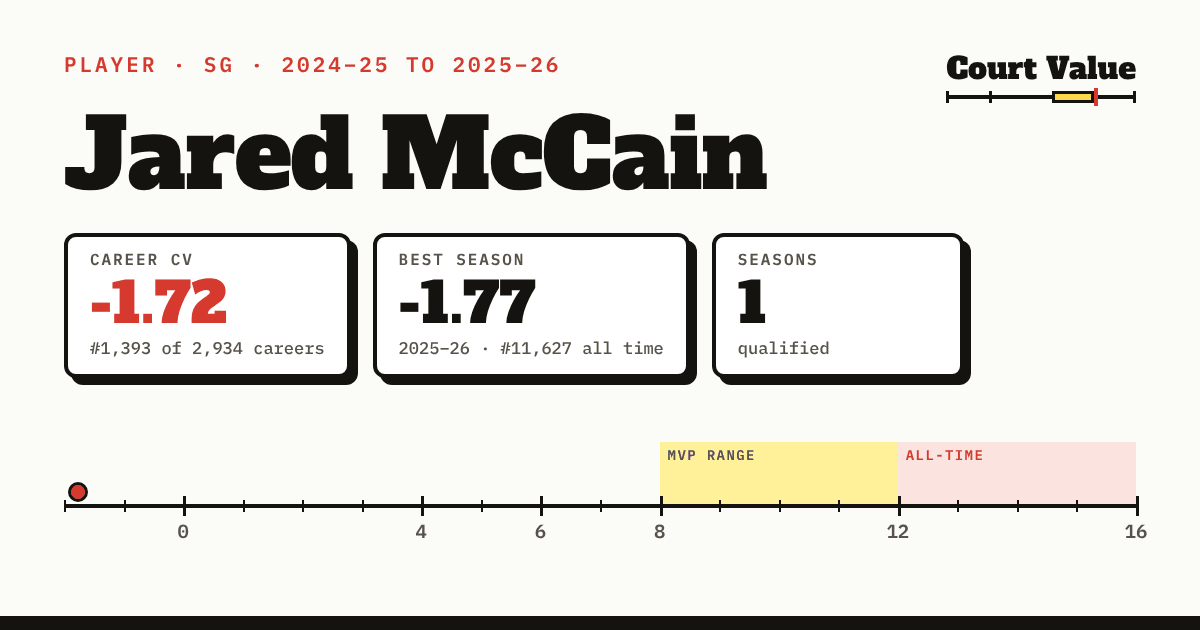 PLAYER · SG · 2024–25 TO 2025–26
Court Value
Jared McCain
CAREER CV
-1.72
#1,393 of 2,934 careers
BEST SEASON
-1.77
2025–26 · #11,627 all time
SEASONS
1
qualified
MVP RANGE
ALL-TIME
0 4 6 8 12 16